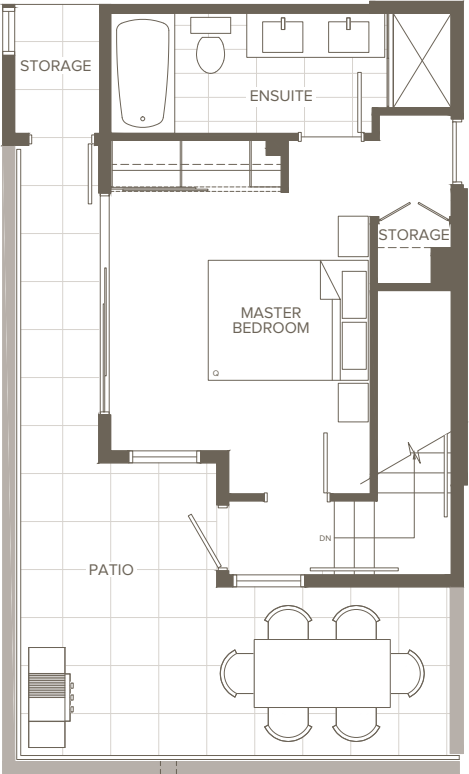 STORAGE
ENSUITE
STORAGE
MASTER
BEDROOM
Q
DN
PATIO